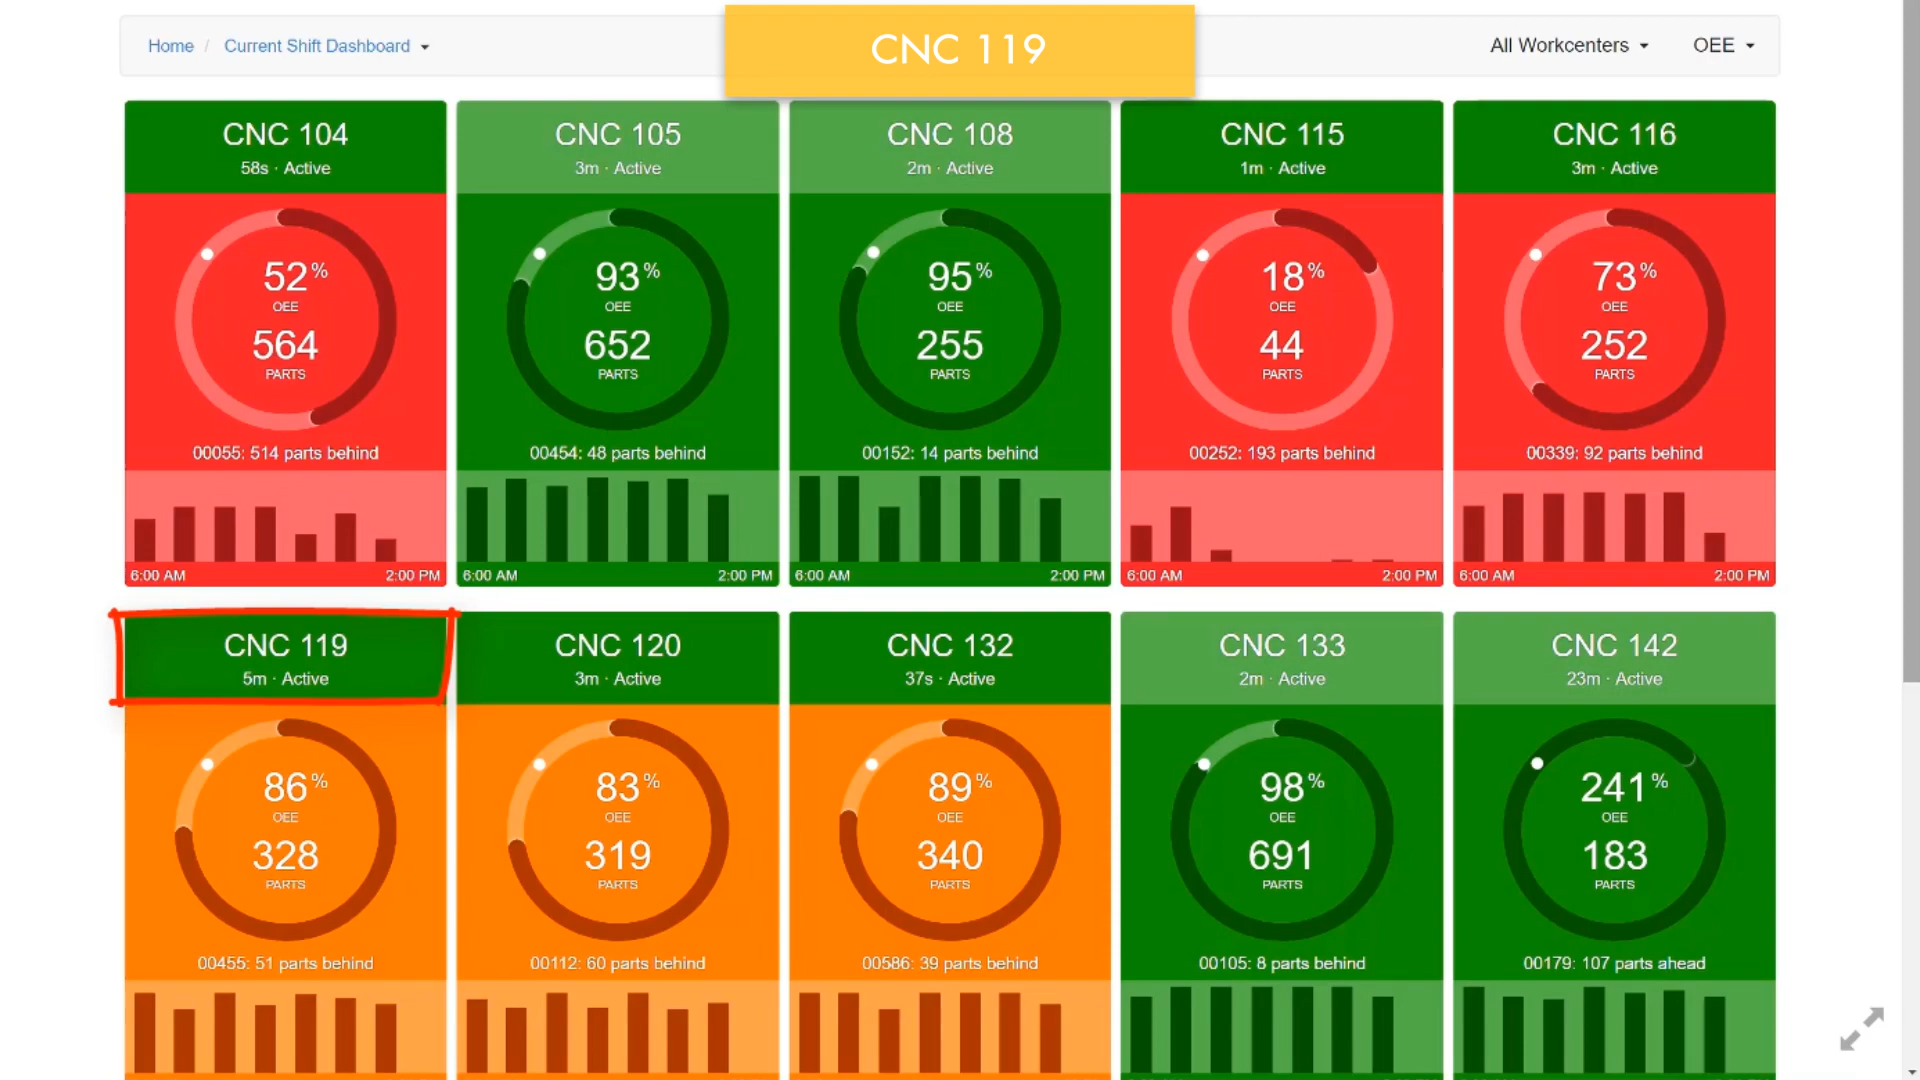 Home / Current Shift Dashboard
CNC 119
All Workcenters
OEE
CNC 104
58s · Active
52%
OEE
564
PARTS
00055: 514 parts behind
6:00 AM 2:00 PM
CNC 105
3m · Active
93%
OEE
652
PARTS
00454: 48 parts behind
6:00 AM 2:00 PM
CNC 108
2m · Active
95%
OEE
255
PARTS
00152: 14 parts behind
6:00 AM 2:00 PM
CNC 115
1m · Active
18%
OEE
44
PARTS
00252: 193 parts behind
6:00 AM 2:00 PM
CNC 116
3m · Active
73%
OEE
252
PARTS
00339: 92 parts behind
6:00 AM 2:00 PM
CNC 119
5m · Active
86%
OEE
328
PARTS
00455: 51 parts behind
CNC 120
3m · Active
83%
OEE
319
PARTS
00112: 60 parts behind
CNC 132
37s · Active
89%
OEE
340
PARTS
00586: 39 parts behind
CNC 133
2m · Active
98%
OEE
691
PARTS
00105: 8 parts behind
CNC 142
23m · Active
241%
OEE
183
PARTS
00179: 107 parts ahead